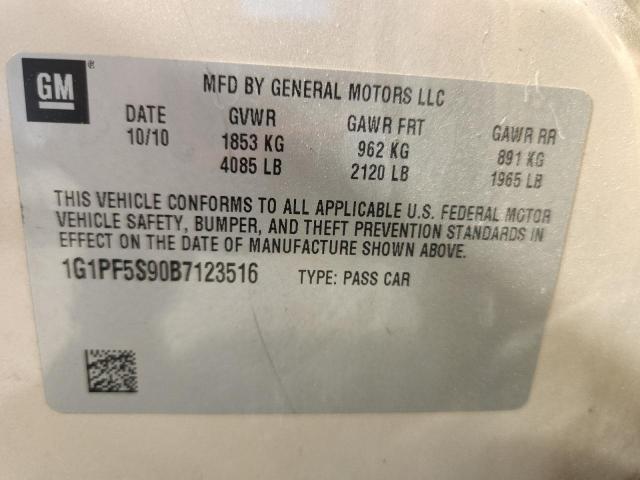 GM ®
MFD BY GENERAL MOTORS LLC
DATE GVWR GAWR FRT GAWR RR
10/10 1853 KG 962 KG 891 KG
4085 LB 2120 LB 1965 LB
THIS VEHICLE CONFORMS TO ALL APPLICABLE U.S. FEDERAL MOTOR
VEHICLE SAFETY, BUMPER, AND THEFT PREVENTION STANDARDS IN
EFFECT ON THE DATE OF MANUFACTURE SHOWN ABOVE.
1G1PF5S90B7123516 TYPE: PASS CAR